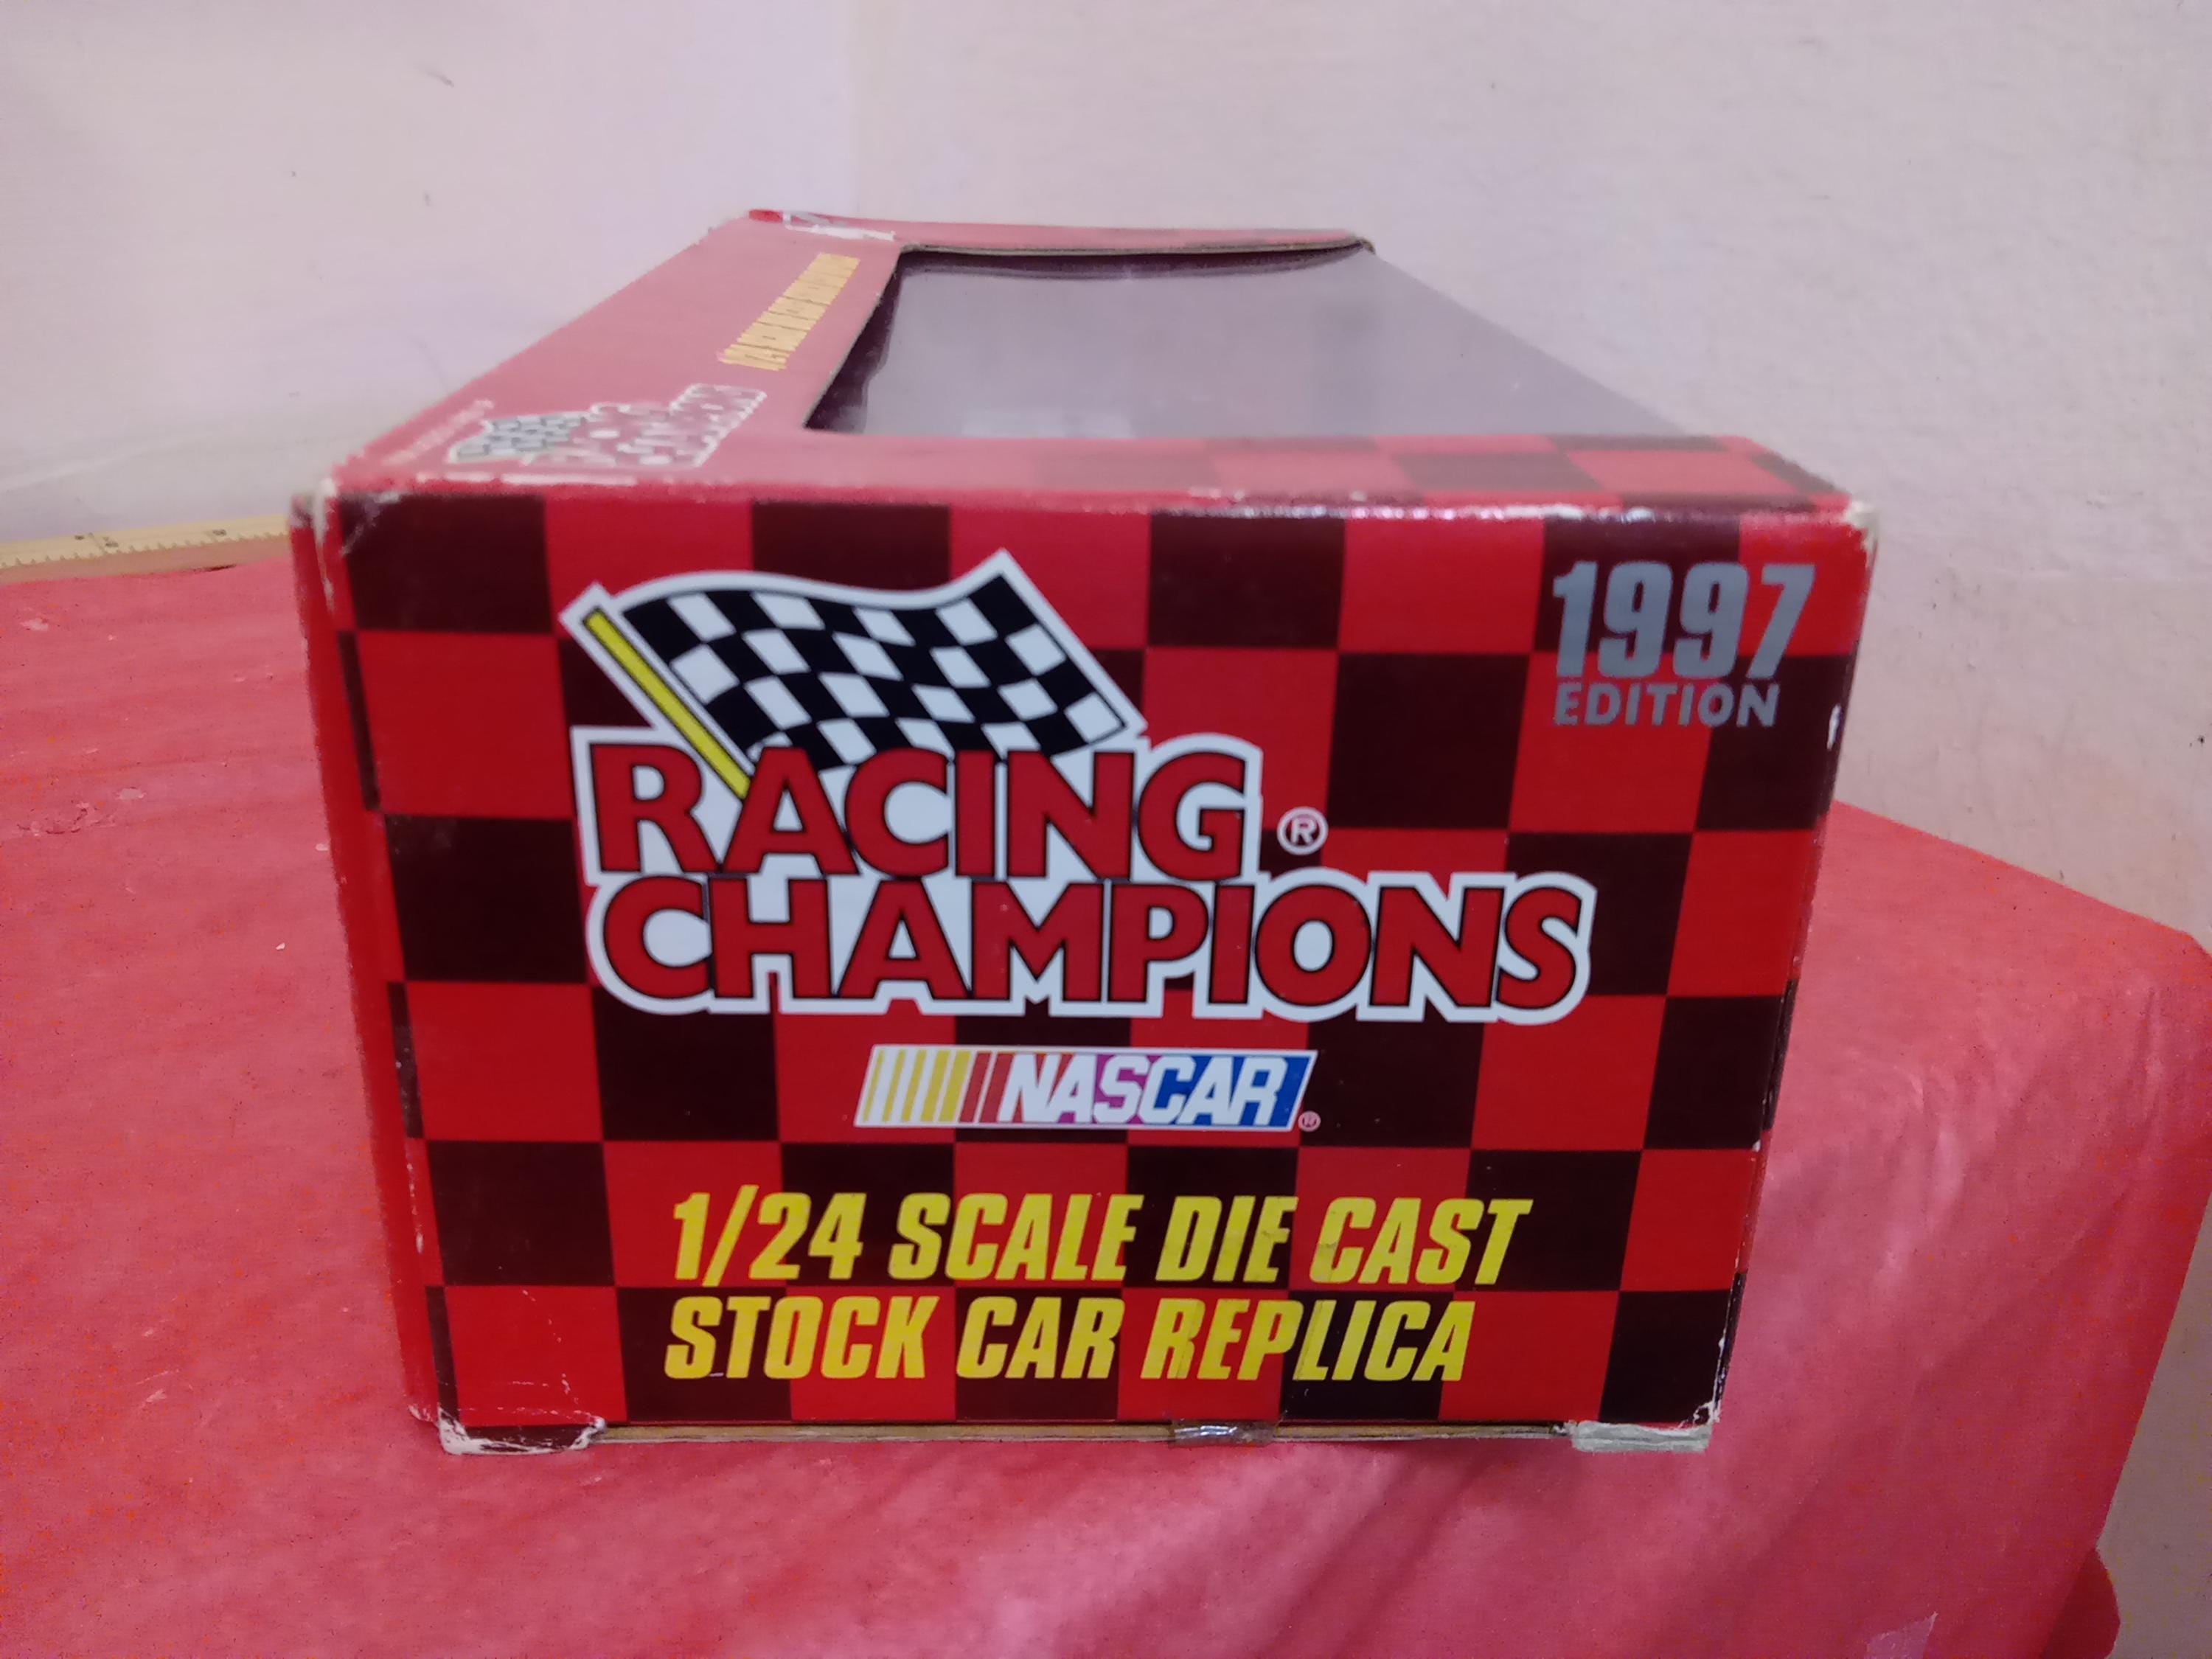 1997
EDITION
RACING ®
CHAMPIONS
NASCAR ®
1/24 SCALE DIE CAST
STOCK CAR REPLICA